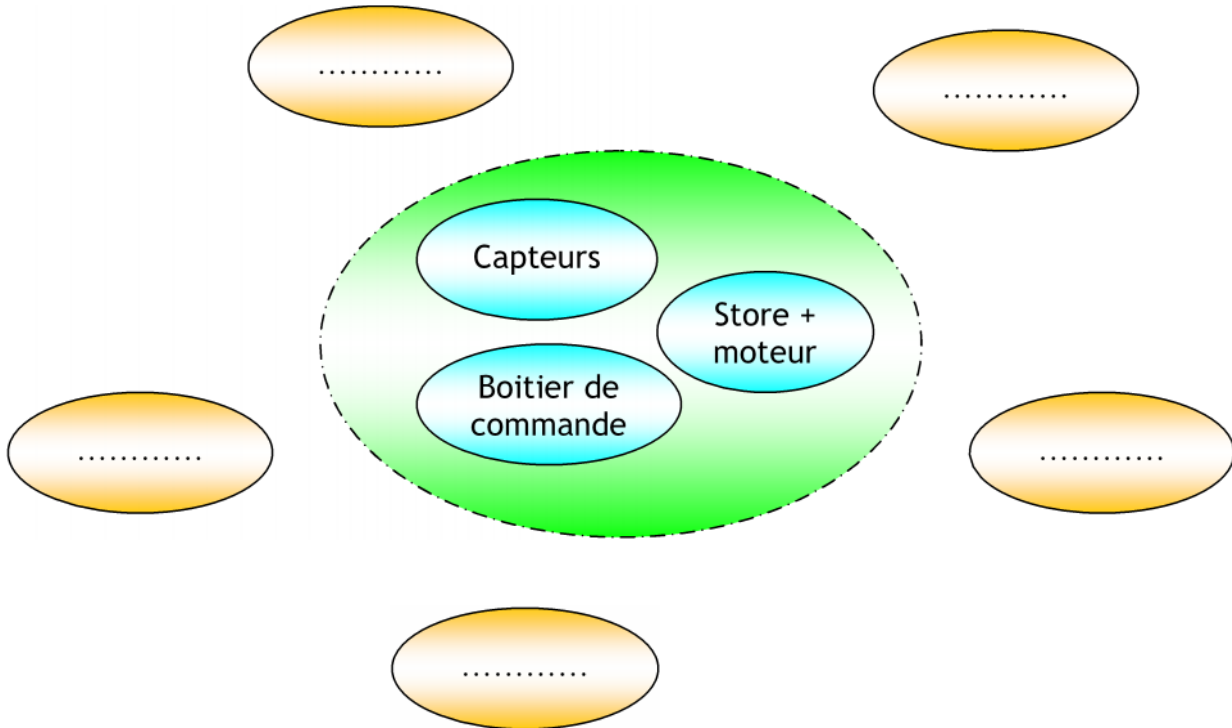 ............
............
Capteurs
Store +
moteur
Boitier de
commande
............
............
............